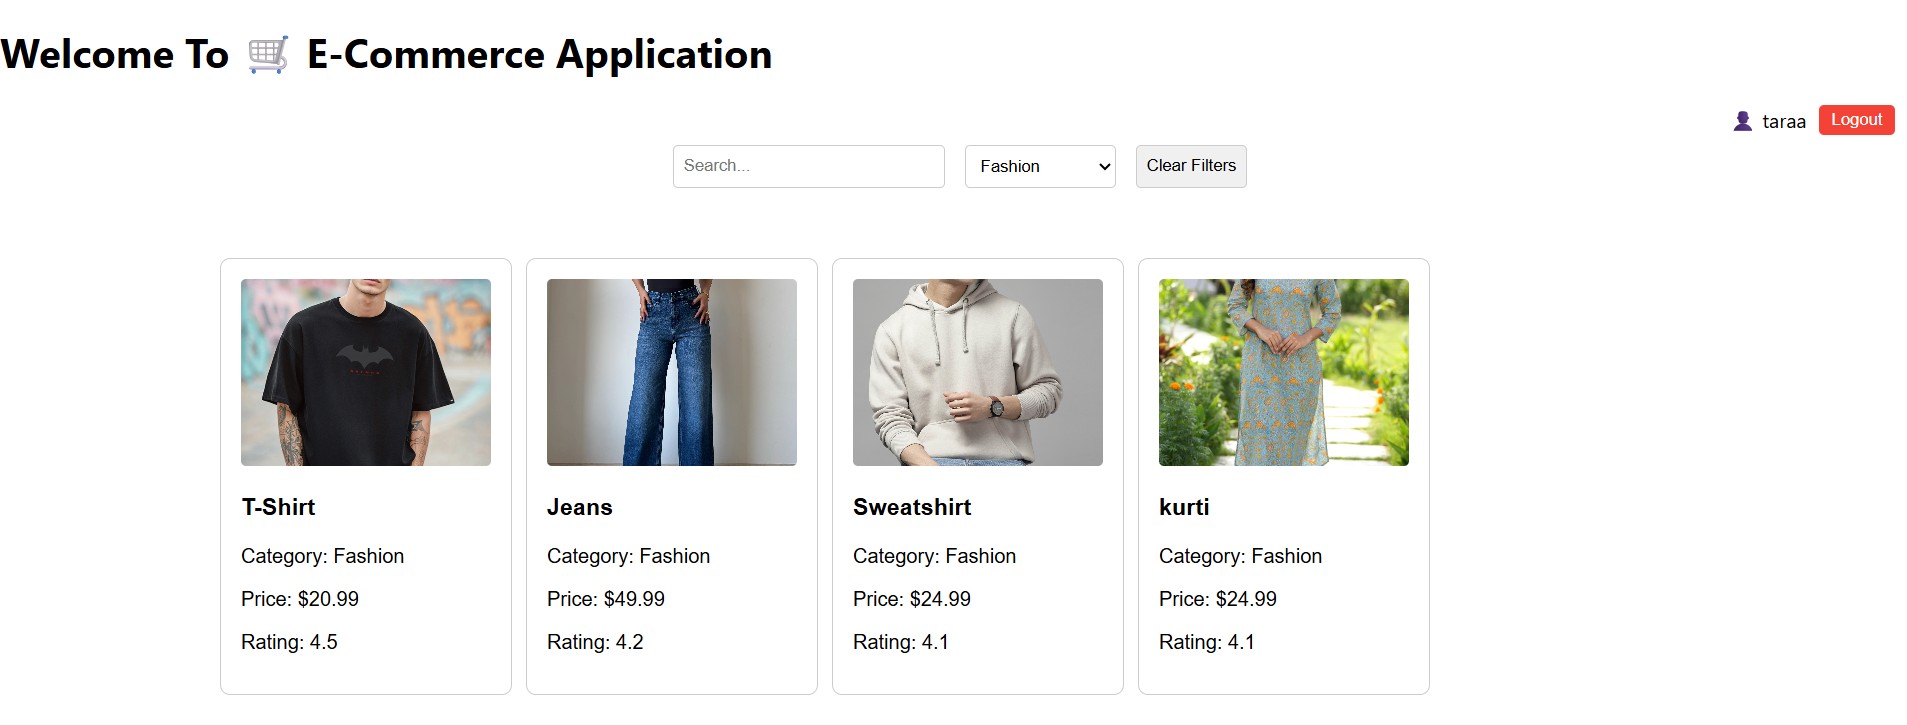 Welcome To 🛒 E-Commerce Application
taraa Logout
Search... Fashion Clear Filters
T-Shirt Jeans Sweatshirt kurti
Category: Fashion Category: Fashion Category: Fashion Category: Fashion
Price: $20.99 Price: $49.99 Price: $24.99 Price: $24.99
Rating: 4.5 Rating: 4.2 Rating: 4.1 Rating: 4.1